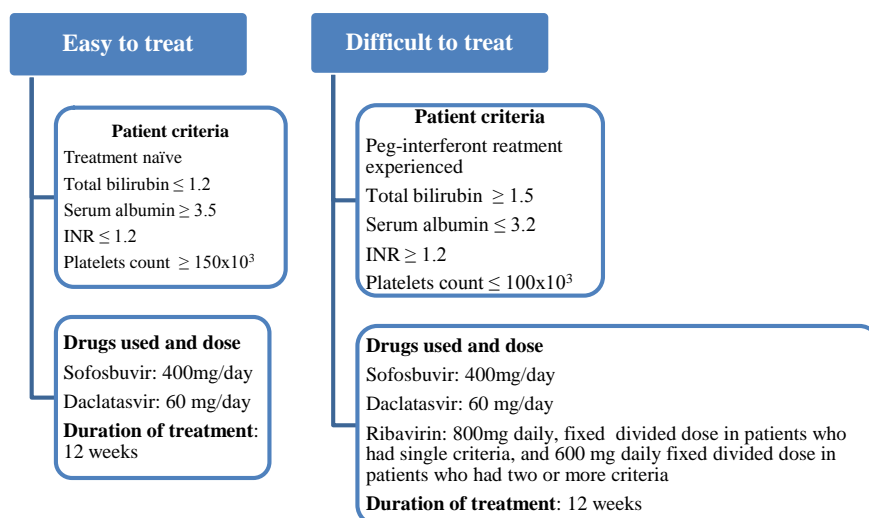 Easy to treat
Patient criteria
Treatment naïve
Total bilirubin ≤ 1.2
Serum albumin ≥ 3.5
INR ≤ 1.2
Platelets count ≥ 150x10³
Drugs used and dose
Sofosbuvir: 400mg/day
Daclatasvir: 60 mg/day
Duration of treatment:
12 weeks
Difficult to treat
Patient criteria
Peg-interferont reatment
experienced
Total bilirubin ≥ 1.5
Serum albumin ≤ 3.2
INR ≥ 1.2
Platelets count ≤ 100x10³
Drugs used and dose
Sofosbuvir: 400mg/day
Daclatasvir: 60 mg/day
Ribavirin: 800mg daily, fixed divided dose in patients who
had single criteria, and 600 mg daily fixed divided dose in
patients who had two or more criteria
Duration of treatment: 12 weeks